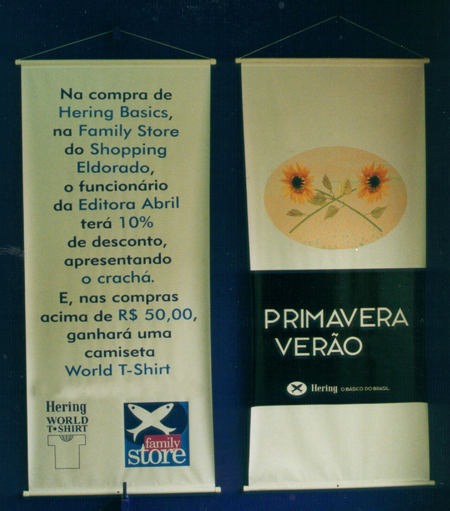 Na compra de
Hering Basics,
na Family Store
do Shopping
Eldorado,
o funcionário
da Editora Abril
terá 10%
de desconto,
apresentando
o crachá.
E, nas compras
acima de R$ 50,00,
ganhará uma
camiseta
World T-Shirt
Hering
WORLD
T•SHIRT
family
store
PRIMAVERA
VERÃO
Hering O BÁSICO DO BRASIL.